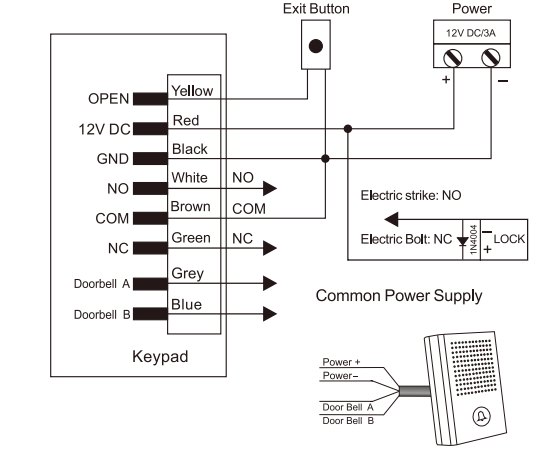 Exit Button
Power
12V DC/3A
+ −
OPEN Yellow
12V DC Red
GND Black
NO White NO
COM Brown COM
NC Green NC
Doorbell A Grey
Doorbell B Blue
Keypad
Electric strike: NO
Electric Bolt: NC
1N4004
−
+
LOCK
Common Power Supply
Power +
Power−
Door Bell A
Door Bell B